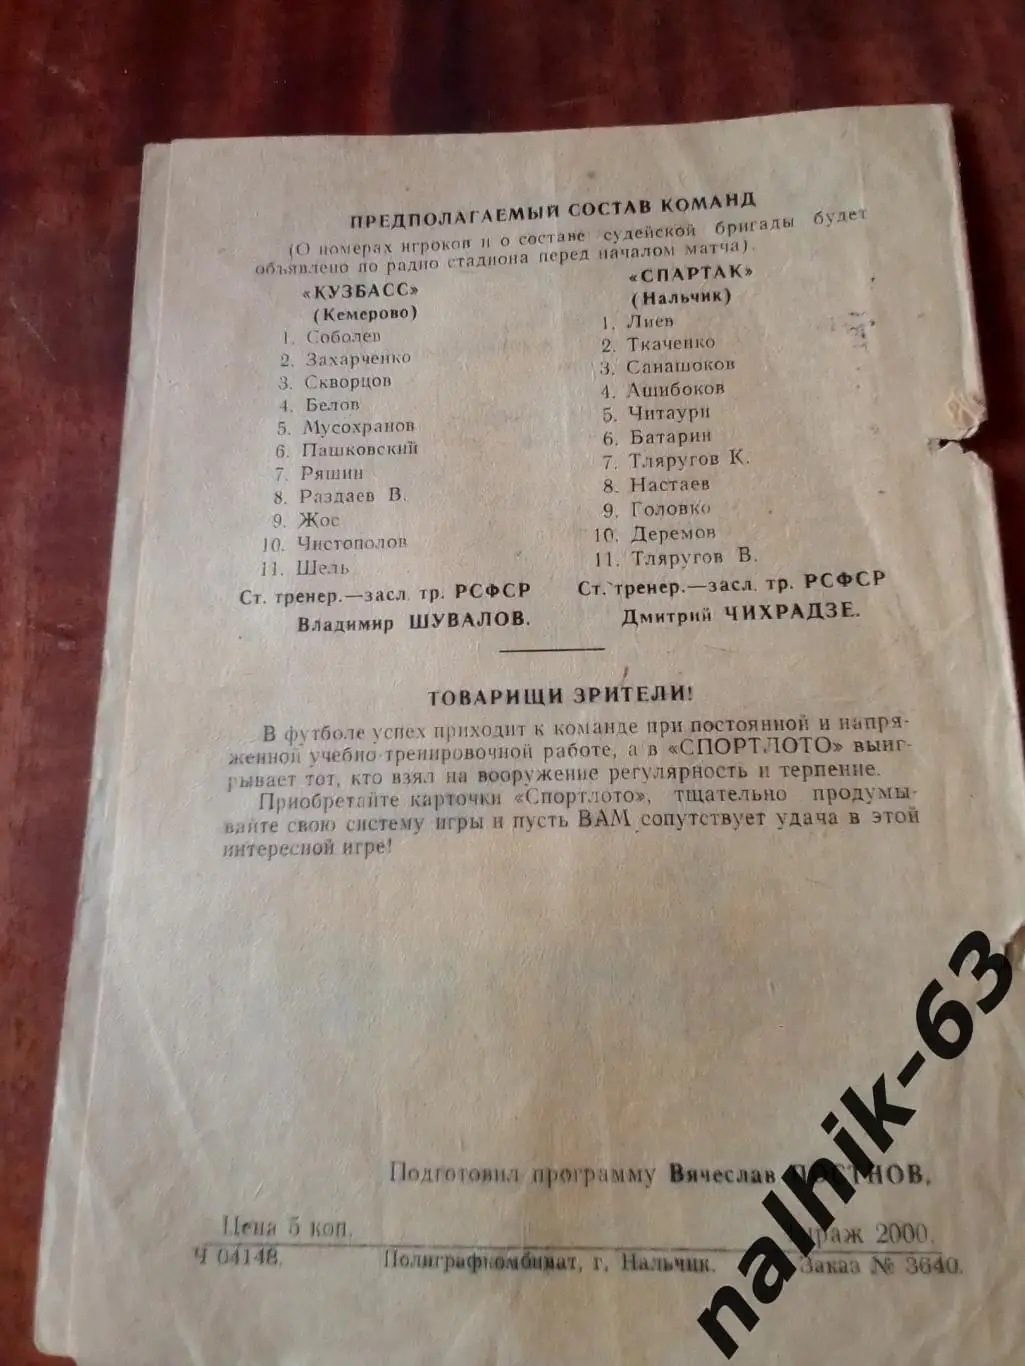 ПРЕДПОЛАГАЕМЫЙ СОСТАВ КОМАНД
(О номерах игроков и о составе судейской бригады будет
объявлено по радио стадиона перед началом матча).
«КУЗБАСС»
(Кемерово)
1. Соболев
2. Захарченко
3. Скворцов
4. Белов
5. Мусохранов
6. Пашковский
7. Ряшин
8. Раздаев В.
9. Жос
10. Чистополов
11. Шель
Ст. тренер.—засл. тр. РСФСР
Владимир ШУВАЛОВ.
«СПАРТАК»
(Нальчик)
1. Лиев
2. Ткаченко
3. Санашоков
4. Ашибоков
5. Читаури
6. Батарин
7. Тляругов К.
8. Настаев
9. Головко
10. Деремов
11. Тляругов В.
Ст. тренер.—засл. тр. РСФСР
Дмитрий ЧИХРАДЗЕ.
ТОВАРИЩИ ЗРИТЕЛИ!
В футболе успех приходит к команде при постоянной и напря-
женной учебно-тренировочной работе, а в «СПОРТЛОТО» выиг-
рывает тот, кто взял на вооружение регулярность и терпение.
Приобретайте карточки «Спортлото», тщательно продумы-
вайте свою систему игры и пусть ВАМ сопутствует удача в этой
интересной игре!
Подготовил программу Вячеслав
Цена 5 коп. 2000.
Ч 04148. Полиграфкомбинат, г. Нальчик. Заказ № 3640.
nalnik-63